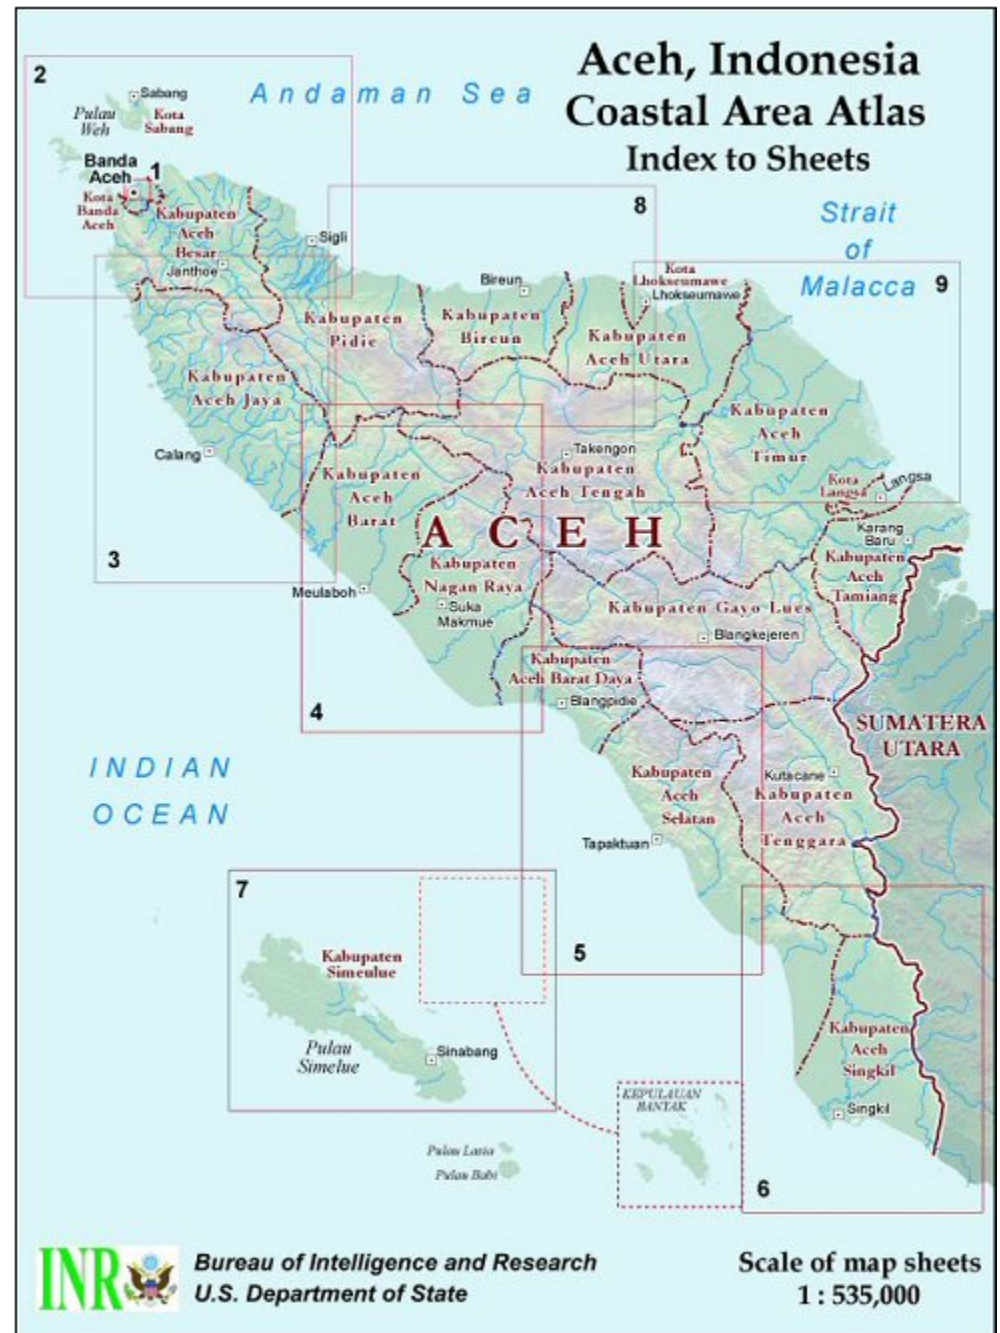 Aceh, Indonesia
Coastal Area Atlas
Index to Sheets
2
Sabang
Pulau
Weh
Kota
Sabang
Andaman Sea
Banda
Aceh
1
Kota
Banda
Aceh
Kabupaten
Aceh
Besar
Janthoe
Sigli
8
Strait
of
Malacca
9
Bireun
Kota
Lhokseumawe
Lhokseumawe
Kabupaten
Pidie
Kabupaten
Bireun
Kabupaten
Aceh Utara
Kabupaten
Aceh Jaya
Kabupaten
Aceh
Timur
Calang
Takengon
Kabupaten
Aceh Tengah
Kabupaten
Aceh
Barat
Kota
Langsa
Langsa
ACEH
Karang
Baru
3
Kabupaten
Nagan Raya
Kabupaten
Aceh
Tamiang
Meulaboh
Suka
Makmue
Kabupaten Gayo Lues
Blangkejeren
Kabupaten
Aceh Barat Daya
Blangpidie
4
SUMATERA
UTARA
INDIAN
OCEAN
Kabupaten
Aceh
Selatan
Kutacane
Kabupaten
Aceh
Tenggara
Tapaktuan
7
5
Kabupaten
Simeulue
Pulau
Simelue
Sinabang
Kabupaten
Aceh
Singkil
Singkil
KEPULAUAN
BANYAK
Pulau Lasia
Pulau Babi
6
INR
Bureau of Intelligence and Research
U.S. Department of State
Scale of map sheets
1 : 535,000